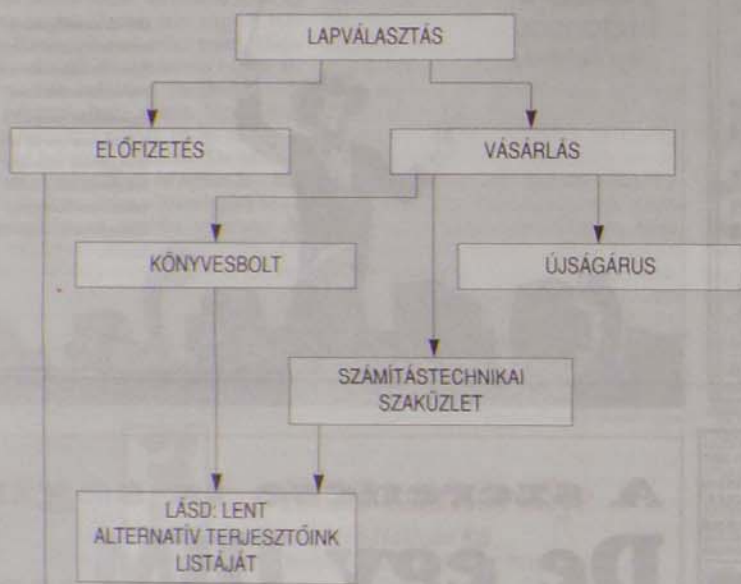 LAPVÁLASZTÁS
ELŐFIZETÉS
VÁSÁRLÁS
KÖNYVESBOLT
ÚJSÁGÁRUS
SZÁMÍTÁSTECHNIKAI
SZAKÜZLET
LÁSD: LENT
ALTERNATÍV TERJESZTŐINK
LISTÁJÁT